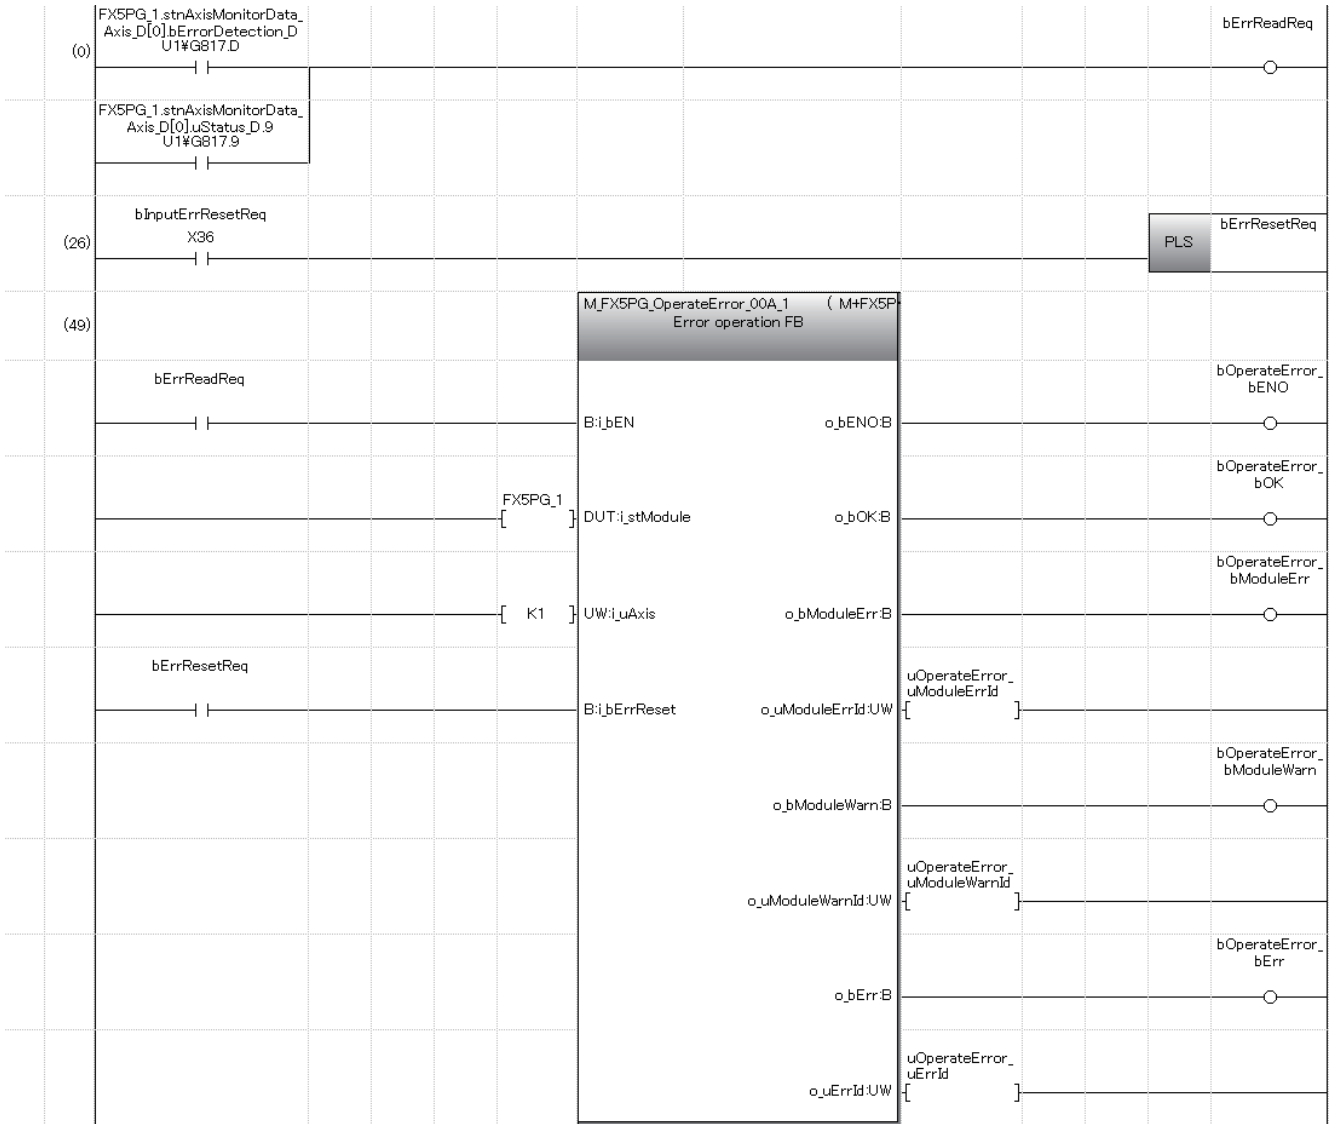 FX5PG_1.stnAxisMonitorData_
Axis_D[0].bErrorDetection_D
U1¥G817.D
bErrReadReq
(0)
FX5PG_1.stnAxisMonitorData_
Axis_D[0].uStatus_D.9
U1¥G817.9
bInputErrResetReq
X36
(26)
PLS
bErrResetReq
(49)
M_FX5PG_OperateError_00A_1 ( M+FX5P
Error operation FB
bErrReadReq
B:i_bEN
o_bENO:B
bOperateError_
bENO
FX5PG_1
DUT:i_stModule
o_bOK:B
bOperateError_
bOK
K1
UW:i_uAxis
o_bModuleErr:B
bOperateError_
bModuleErr
bErrResetReq
B:i_bErrReset
o_uModuleErrId:UW
uOperateError_
uModuleErrId
o_bModuleWarn:B
bOperateError_
bModuleWarn
o_uModuleWarnId:UW
uOperateError_
uModuleWarnId
o_bErr:B
bOperateError_
bErr
o_uErrId:UW
uOperateError_
uErrId